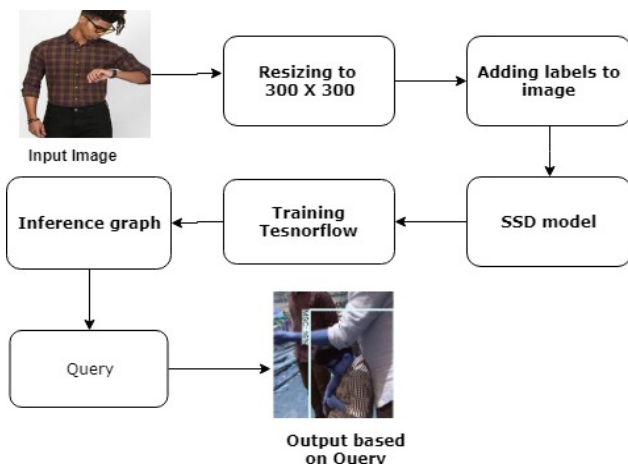 Input Image
Resizing to
300 X 300
Adding labels to
image
SSD model
Training
Tesnorflow
Inference graph
Query
Output based
on Query